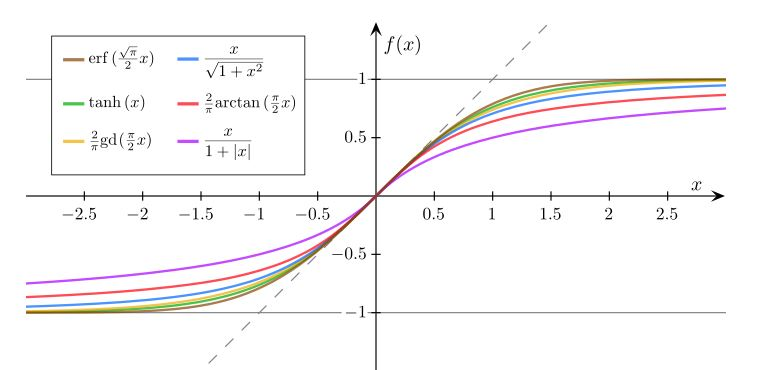 f(x)
erf (√π/2 x) x/√(1 + x²)
1
tanh (x) 2/π arctan (π/2 x)
2/π gd (π/2 x) x/(1 + |x|)
0.5
x
−2.5 −2 −1.5 −1 −0.5 0.5 1 1.5 2 2.5
−0.5
−1